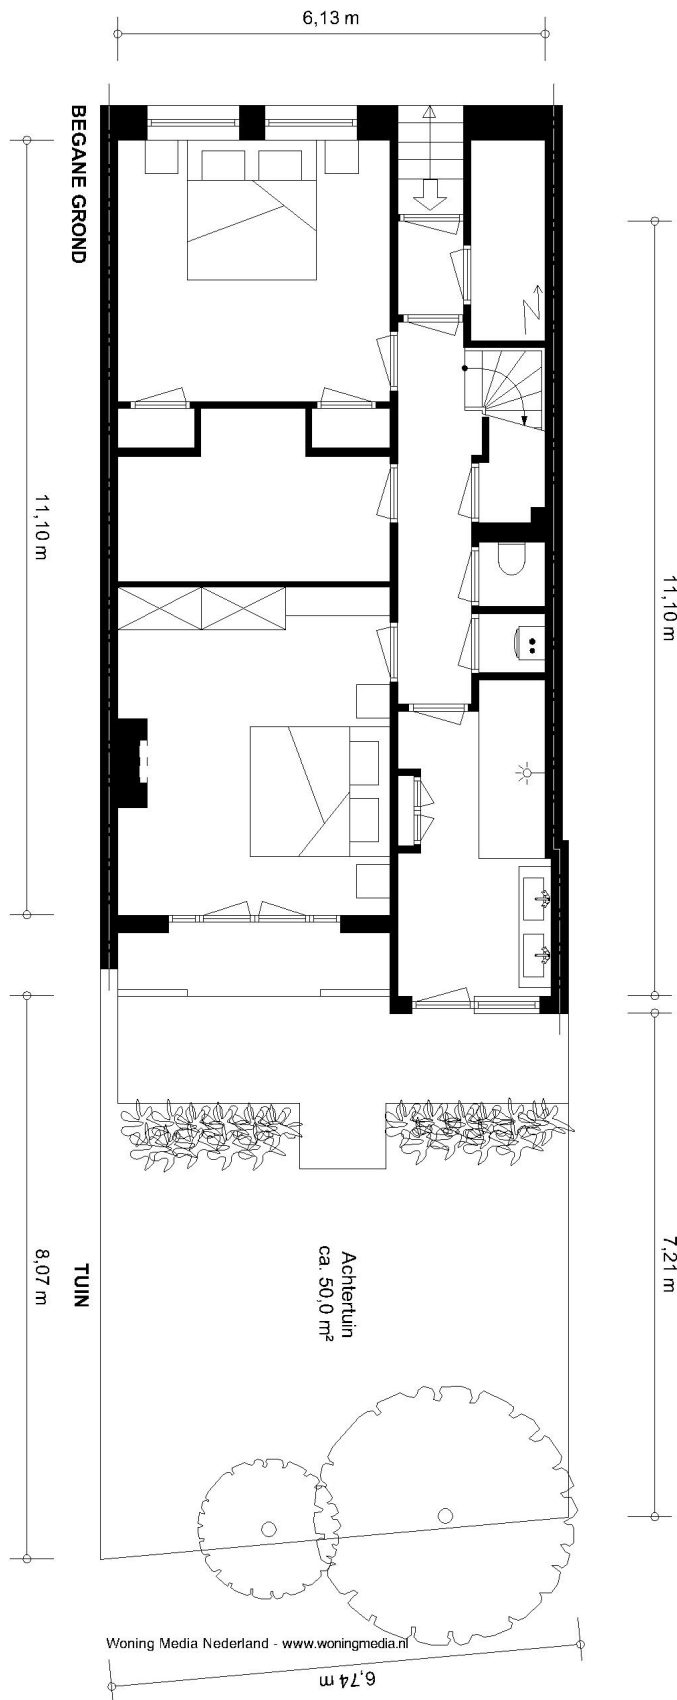 6,13 m
BEGANE GROND
11,10 m
11,10 m
8,07 m
TUIN
Achtertuin
ca. 50,0 m²
7,21 m
Woning Media Nederland - www.woningmedia.nl
6,74 m